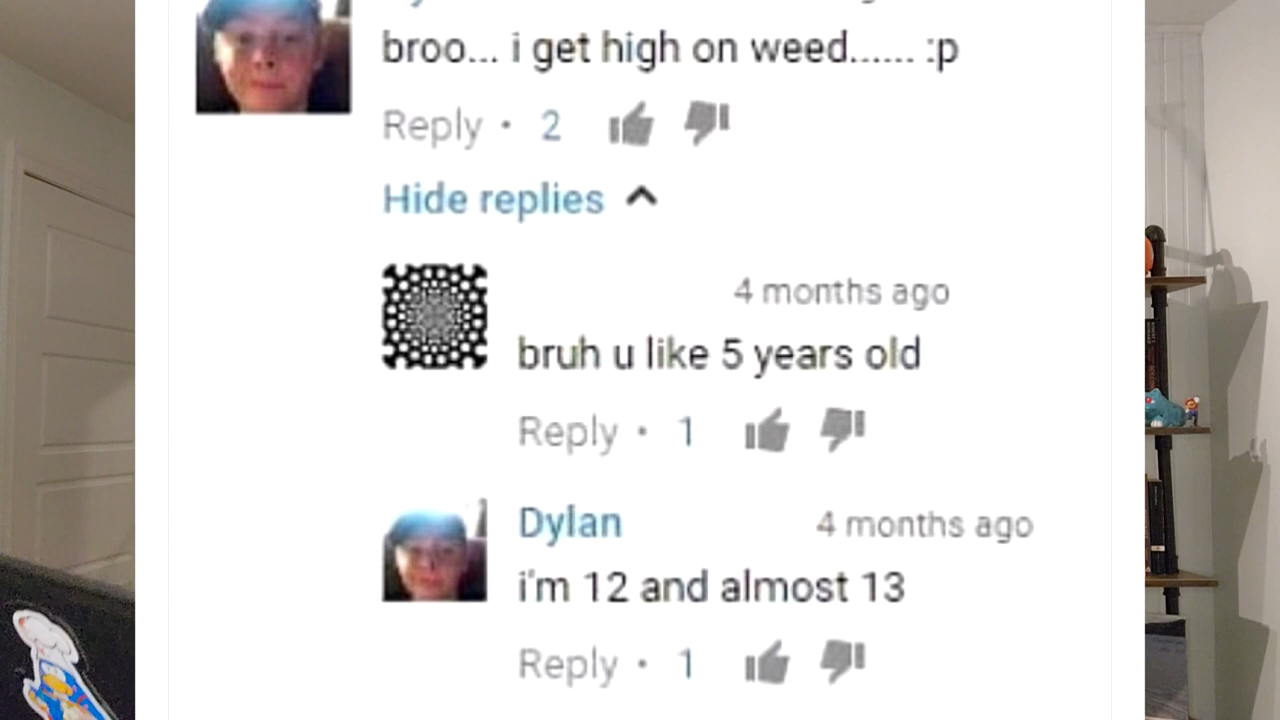 broo... i get high on weed...... :p
Reply • 2
Hide replies
4 months ago
bruh u like 5 years old
Reply • 1
Dylan 4 months ago
i'm 12 and almost 13
Reply • 1